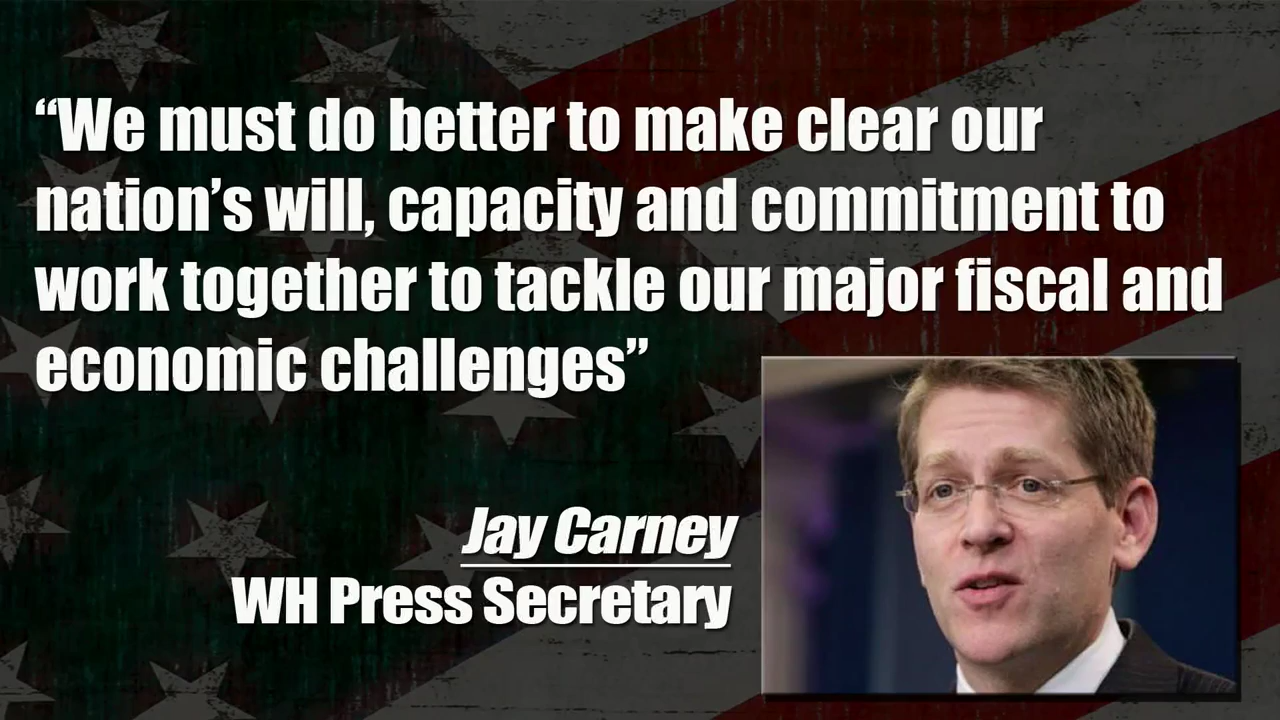 “We must do better to make clear our
nation’s will, capacity and commitment to
work together to tackle our major fiscal and
economic challenges”
Jay Carney
WH Press Secretary